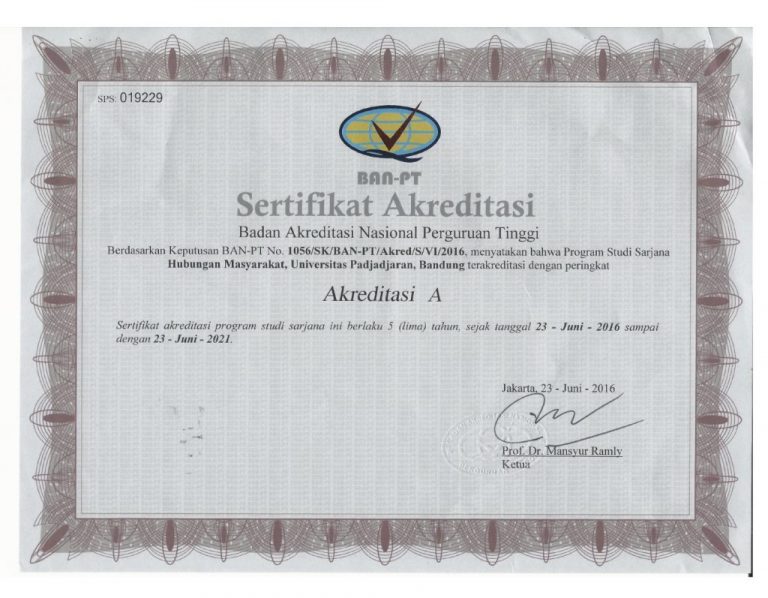 SPS: 019229
BAN-PT
Sertifikat Akreditasi
Badan Akreditasi Nasional Perguruan Tinggi
Berdasarkan Keputusan BAN-PT No. 1056/SK/BAN-PT/Akred/S/VI/2016, menyatakan bahwa Program Studi Sarjana
Hubungan Masyarakat, Universitas Padjadjaran, Bandung terakreditasi dengan peringkat
Akreditasi A
Sertifikat akreditasi program studi sarjana ini berlaku 5 (lima) tahun, sejak tanggal 23 - Juni - 2016 sampai
dengan 23 - Juni - 2021.
Jakarta, 23 - Juni - 2016
Prof. Dr. Mansyur Ramly
Ketua